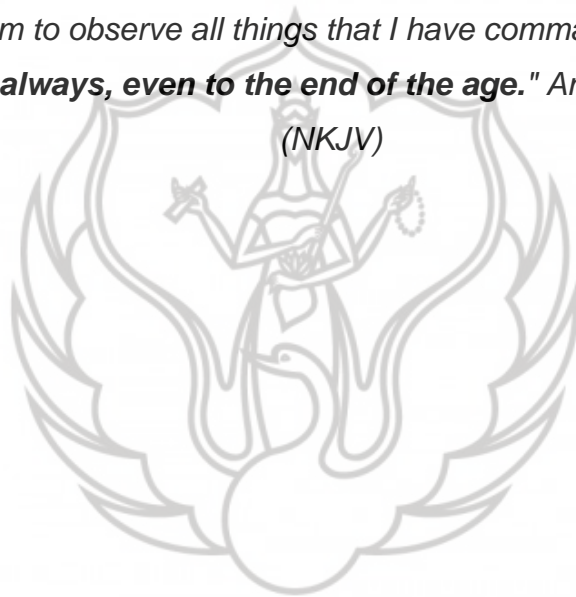 m to observe all things that I have comma
always, even to the end of the age." Ar
(NKJV)